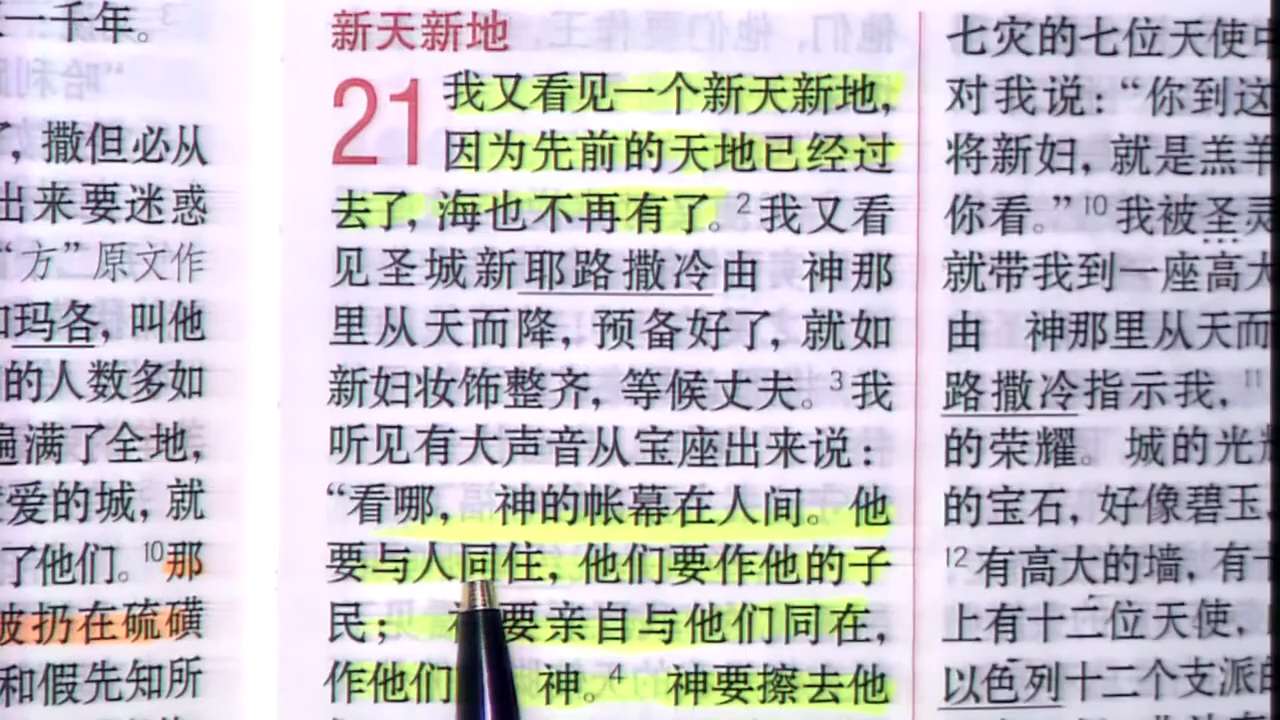 一千年。
了，撒但必从
出来要迷惑
“方”原文作
和玛各，叫他
的人数多如
遍满了全地，
爱的城，就
了他们。10那
被扔在硫磺
和假先知所
新天新地
21 我又看见一个新天新地，
因为先前的天地已经过
去了，海也不再有了。2我又看
见圣城新耶路撒冷由 神那
里从天而降，预备好了，就如
新妇妆饰整齐，等候丈夫。3我
听见有大声音从宝座出来说：
“看哪， 神的帐幕在人间。他
要与人同住，他们要作他的子
民； 神要亲自与他们同在，
作他们 神。4 神要擦去他
七灾的七位天使中
对我说：“你到这
将新妇，就是羔羊
你看。”10我被圣灵
就带我到一座高大
由 神那里从天而
路撒冷指示我，11
的荣耀。城的光
的宝石，好像碧玉、
12有高大的墙，有十
上有十二位天使，
以色列十二个支派的